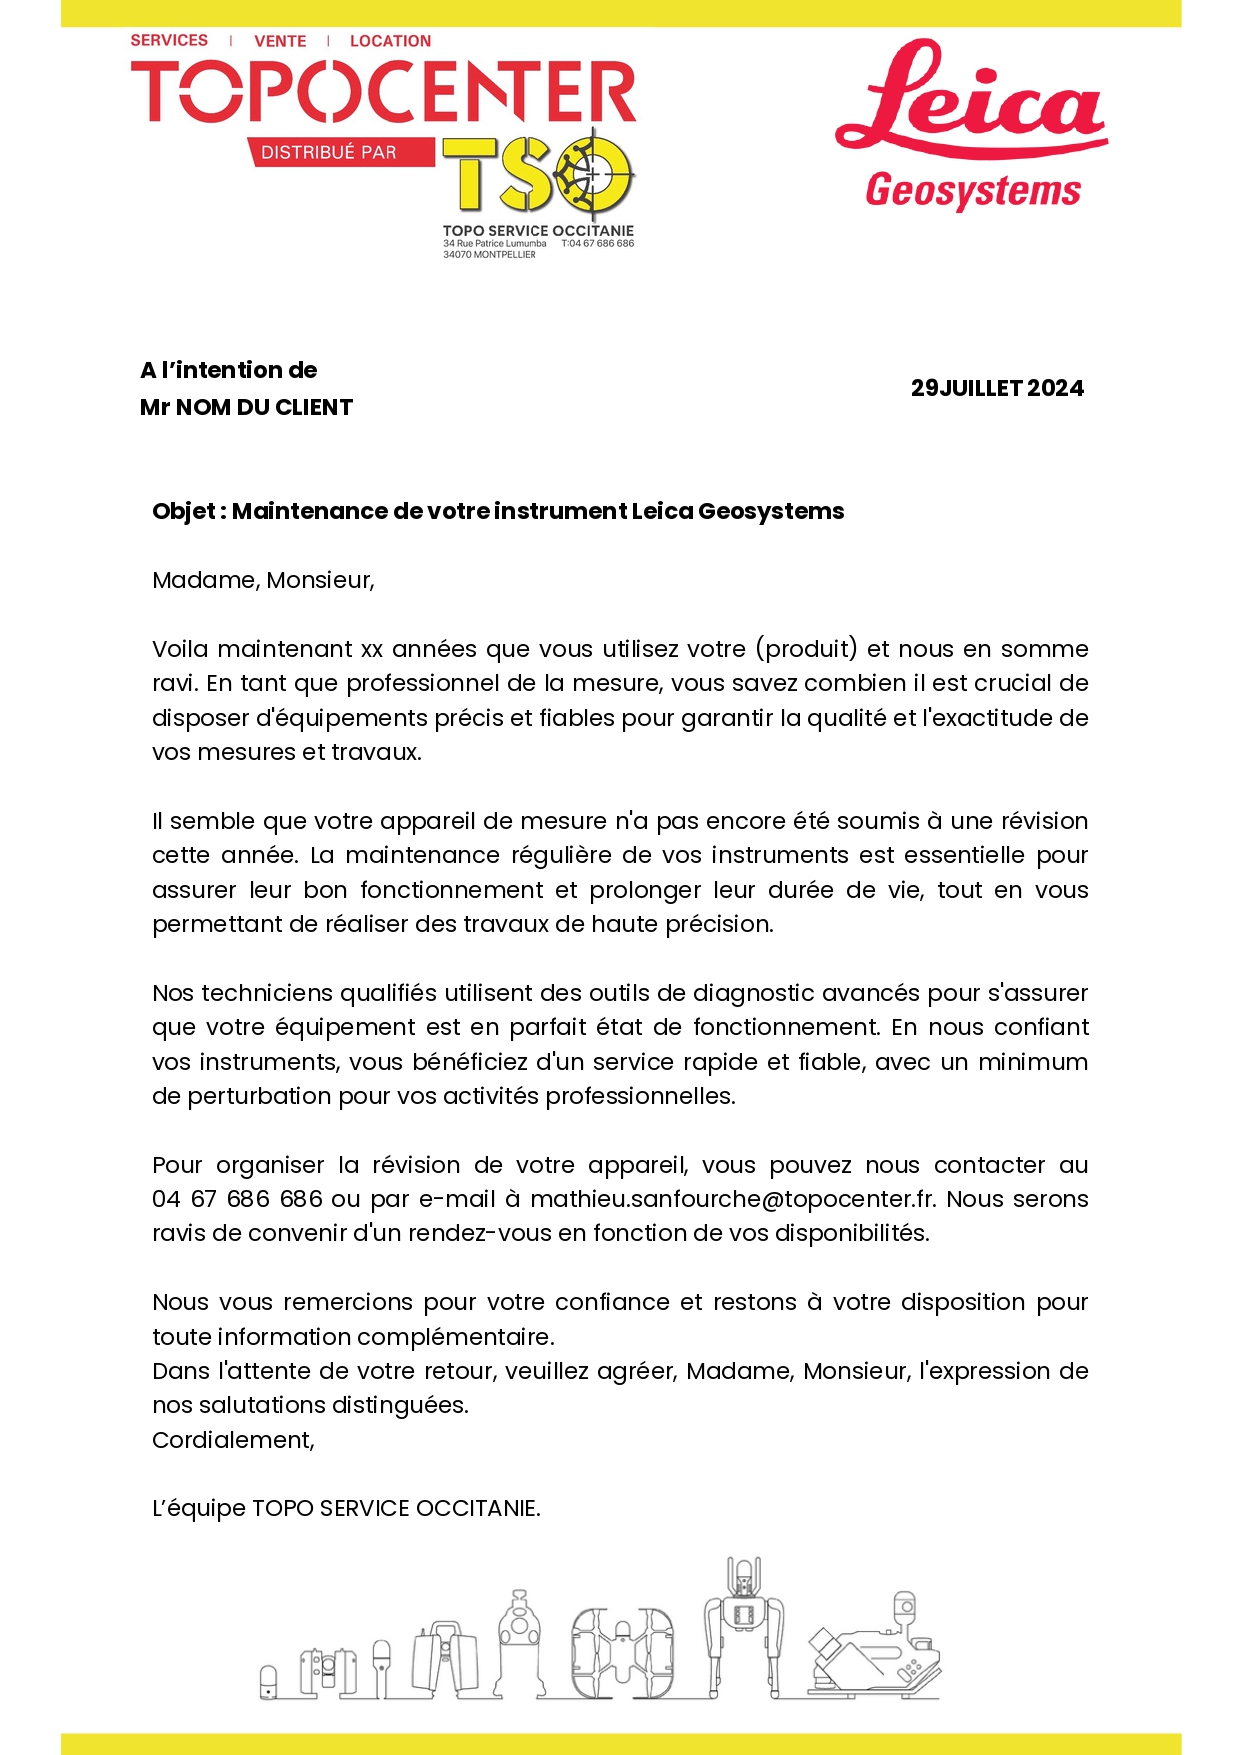 SERVICES | VENTE | LOCATION
TOPOCENTER
DISTRIBUÉ PAR
TSO
TOPO SERVICE OCCITANIE
34 Rue Patrice Lumumba T:04 67 686 686
34070 MONTPELLIER
Leica
Geosystems
A l’intention de
Mr NOM DU CLIENT
29JUILLET 2024
Objet : Maintenance de votre instrument Leica Geosystems
Madame, Monsieur,
Voila maintenant xx années que vous utilisez votre (produit) et nous en somme
ravi. En tant que professionnel de la mesure, vous savez combien il est crucial de
disposer d'équipements précis et fiables pour garantir la qualité et l'exactitude de
vos mesures et travaux.
Il semble que votre appareil de mesure n'a pas encore été soumis à une révision
cette année. La maintenance régulière de vos instruments est essentielle pour
assurer leur bon fonctionnement et prolonger leur durée de vie, tout en vous
permettant de réaliser des travaux de haute précision.
Nos techniciens qualifiés utilisent des outils de diagnostic avancés pour s'assurer
que votre équipement est en parfait état de fonctionnement. En nous confiant
vos instruments, vous bénéficiez d'un service rapide et fiable, avec un minimum
de perturbation pour vos activités professionnelles.
Pour organiser la révision de votre appareil, vous pouvez nous contacter au
04 67 686 686 ou par e-mail à mathieu.sanfourche@topocenter.fr. Nous serons
ravis de convenir d'un rendez-vous en fonction de vos disponibilités.
Nous vous remercions pour votre confiance et restons à votre disposition pour
toute information complémentaire.
Dans l'attente de votre retour, veuillez agréer, Madame, Monsieur, l'expression de
nos salutations distinguées.
Cordialement,
L’équipe TOPO SERVICE OCCITANIE.